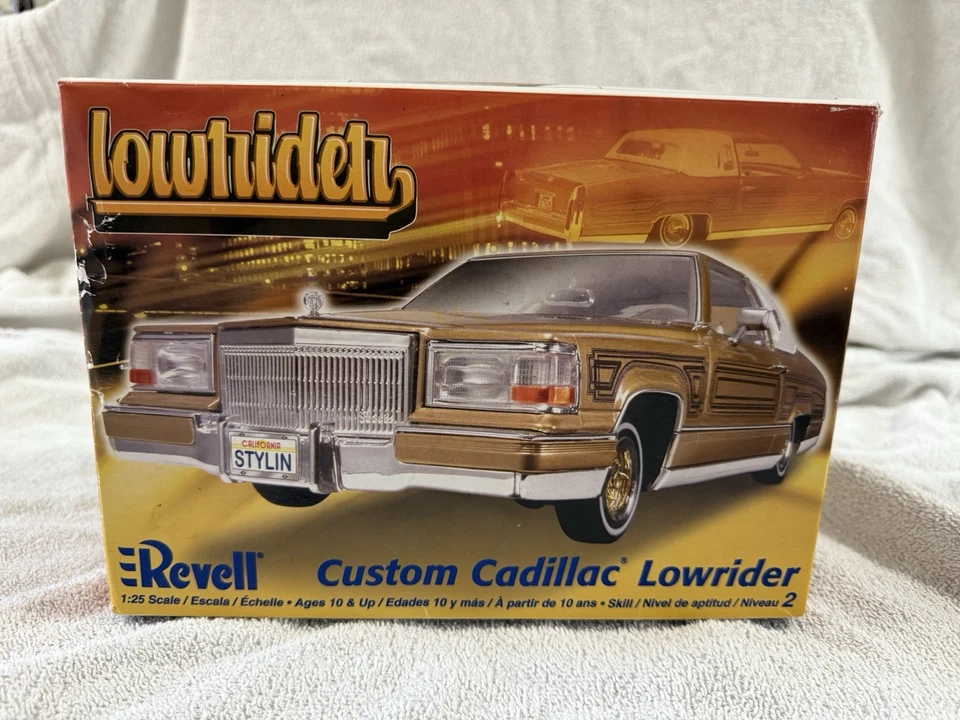 lowrider
CALIFORNIA
STYLIN
Revell®
Custom Cadillac® Lowrider
1:25 Scale / Escala / Échelle • Ages 10 & Up / Edades 10 y más / À partir de 10 ans • Skill / Nivel de aptitud / Niveau 2